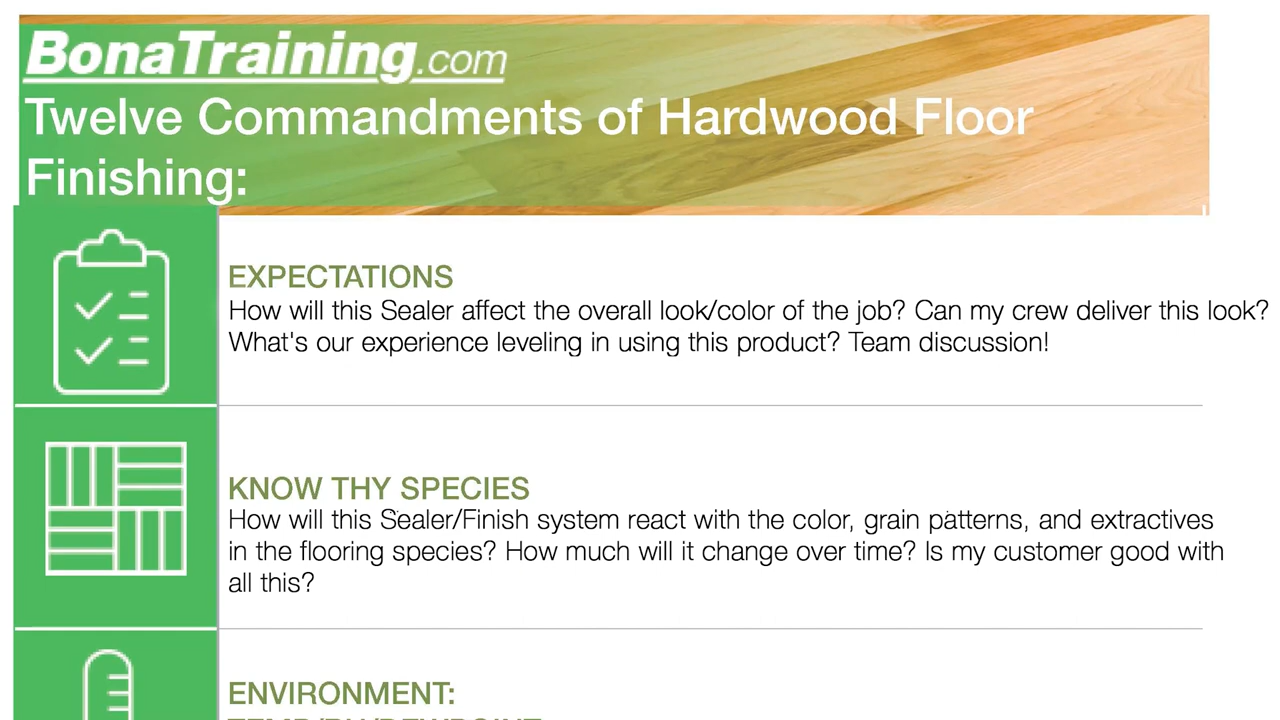 BonaTraining.com
Twelve Commandments of Hardwood Floor
Finishing:
EXPECTATIONS
How will this Sealer affect the overall look/color of the job? Can my crew deliver this look?
What's our experience leveling in using this product? Team discussion!
KNOW THY SPECIES
How will this Sealer/Finish system react with the color, grain patterns, and extractives
in the flooring species? How much will it change over time? Is my customer good with
all this?
ENVIRONMENT:
TEMP/RH/DEWPOINT